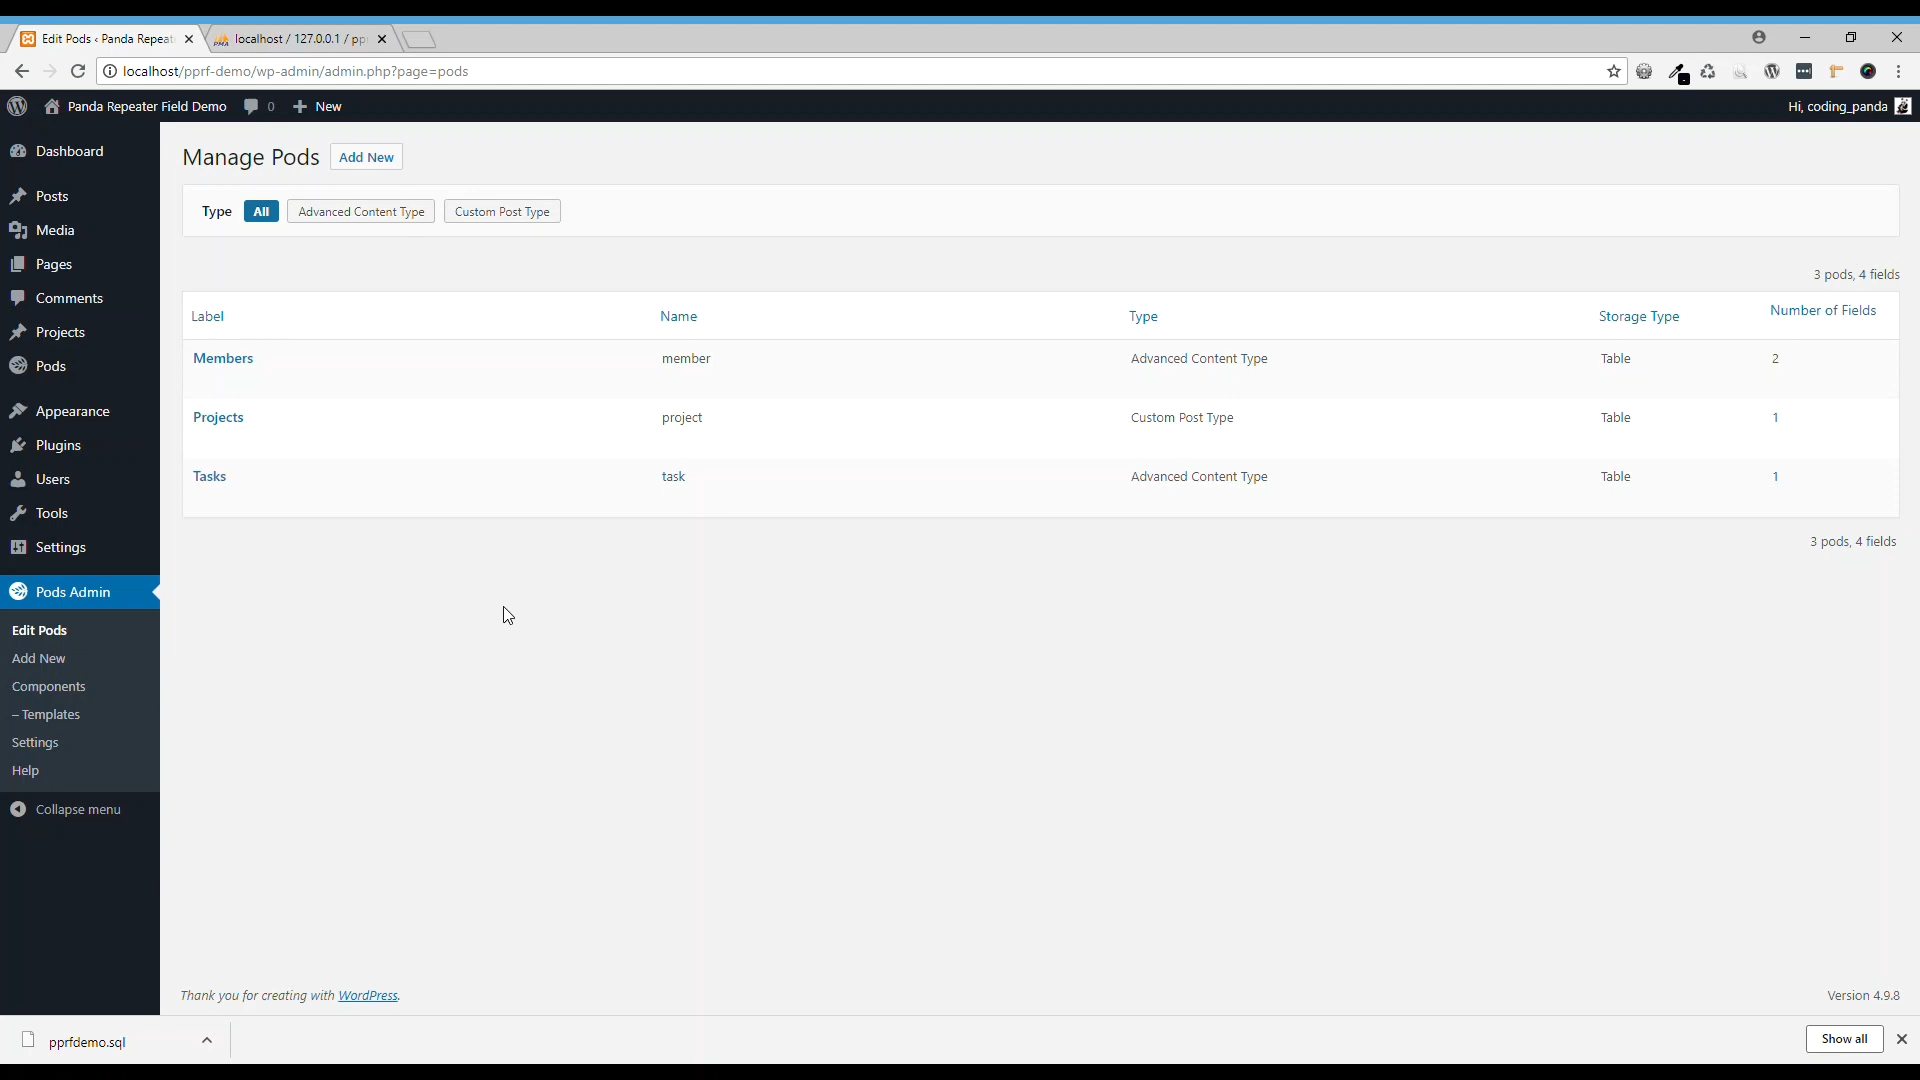 Edit Pods ‹ Panda Repeat
localhost / 127.0.0.1 / pp
localhost/pprf-demo/wp-admin/admin.php?page=pods
Panda Repeater Field Demo
0
New
Hi, coding_panda
Dashboard
Posts
Media
Pages
Comments
Projects
Pods
Appearance
Plugins
Users
Tools
Settings
Pods Admin
Edit Pods
Add New
Components
– Templates
Settings
Help
Collapse menu
Manage Pods
Add New
Type All Advanced Content Type Custom Post Type
3 pods, 4 fields
Label Name Type Storage Type Number of Fields
Members member Advanced Content Type Table 2
Projects project Custom Post Type Table 1
Tasks task Advanced Content Type Table 1
3 pods, 4 fields
Thank you for creating with WordPress.
Version 4.9.8
pprfdemo.sql
Show all